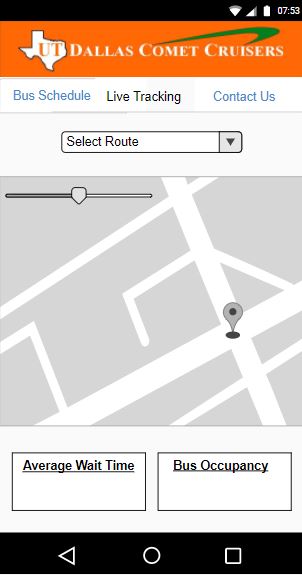 07:53
UT DALLAS COMET CRUISERS
Bus Schedule Live Tracking Contact Us
Select Route
Average Wait Time Bus Occupancy